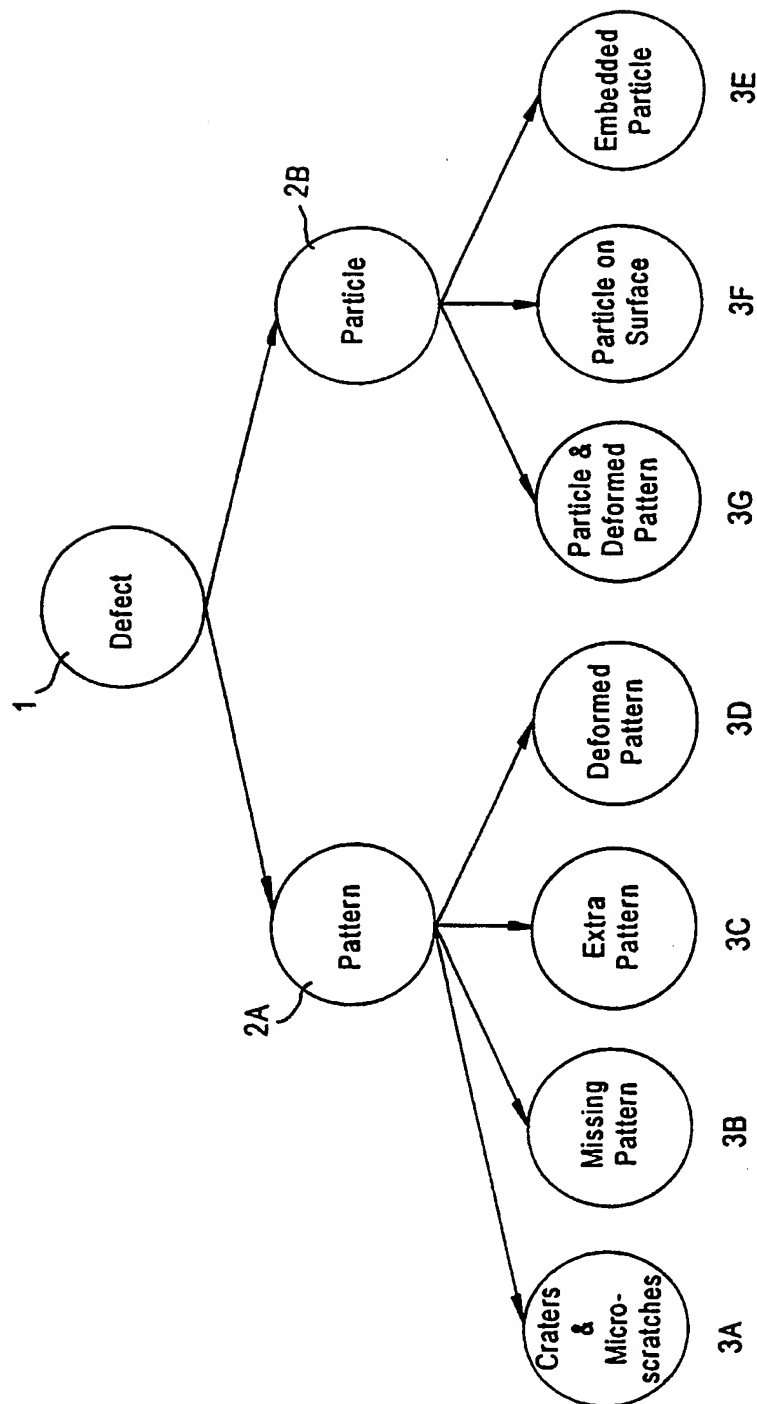 1
Defect
2A
Pattern
2B
Particle
Craters
&
Micro-
scratches
Missing
Pattern
Extra
Pattern
Deformed
Pattern
Particle &
Deformed
Pattern
Particle on
Surface
Embedded
Particle
3A
3B
3C
3D
3G
3F
3E